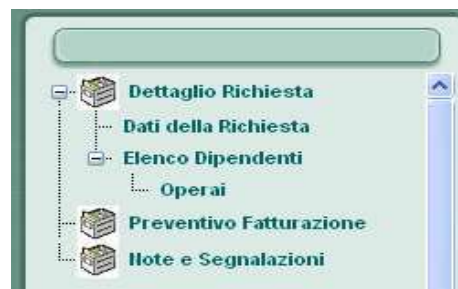 Dettaglio Richiesta
Dati della Richiesta
Elenco Dipendenti
Operai
Preventivo Fatturazione
Note e Segnalazioni